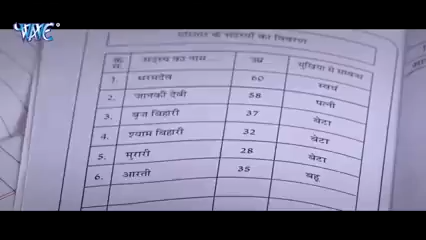 WAVE
परिवार के सदस्यों का विवरण
क्र. सं. सदस्य का नाम उम्र मुखिया से सम्बन्ध
1. धरमदेव 60 स्वयं
2. जानकी देवी 58 पत्नी
3. बृज बिहारी 37 बेटा
4. श्याम बिहारी 32 बेटा
5. मुरारी 28 बेटा
6. आरती 35 बहू